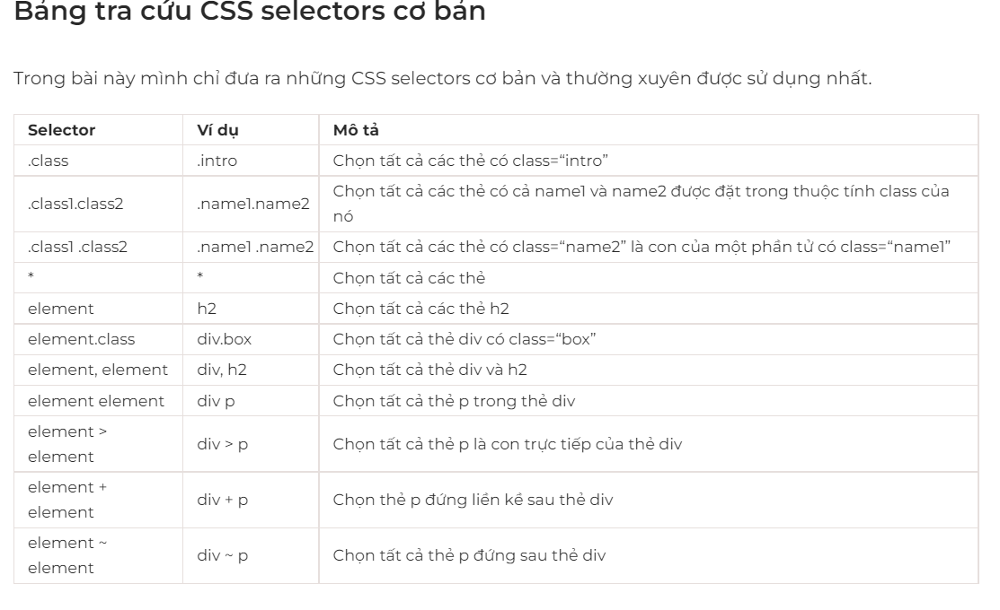 Bảng tra cứu CSS selectors cơ bản
Trong bài này mình chỉ đưa ra những CSS selectors cơ bản và thường xuyên được sử dụng nhất.
Selector Ví dụ Mô tả
.class .intro Chọn tất cả các thẻ có class=“intro”
.class1.class2 .name1.name2 Chọn tất cả các thẻ có cả name1 và name2 được đặt trong thuộc tính class của
nó
.class1 .class2 .name1 .name2 Chọn tất cả các thẻ có class=“name2” là con của một phần tử có class=“name1”
* * Chọn tất cả các thẻ
element h2 Chọn tất cả các thẻ h2
element.class div.box Chọn tất cả thẻ div có class=“box”
element, element div, h2 Chọn tất cả thẻ div và h2
element element div p Chọn tất cả thẻ p trong thẻ div
element >
element div > p Chọn tất cả thẻ p là con trực tiếp của thẻ div
element +
element div + p Chọn thẻ p đứng liền kề sau thẻ div
element ~
element div ~ p Chọn tất cả thẻ p đứng sau thẻ div